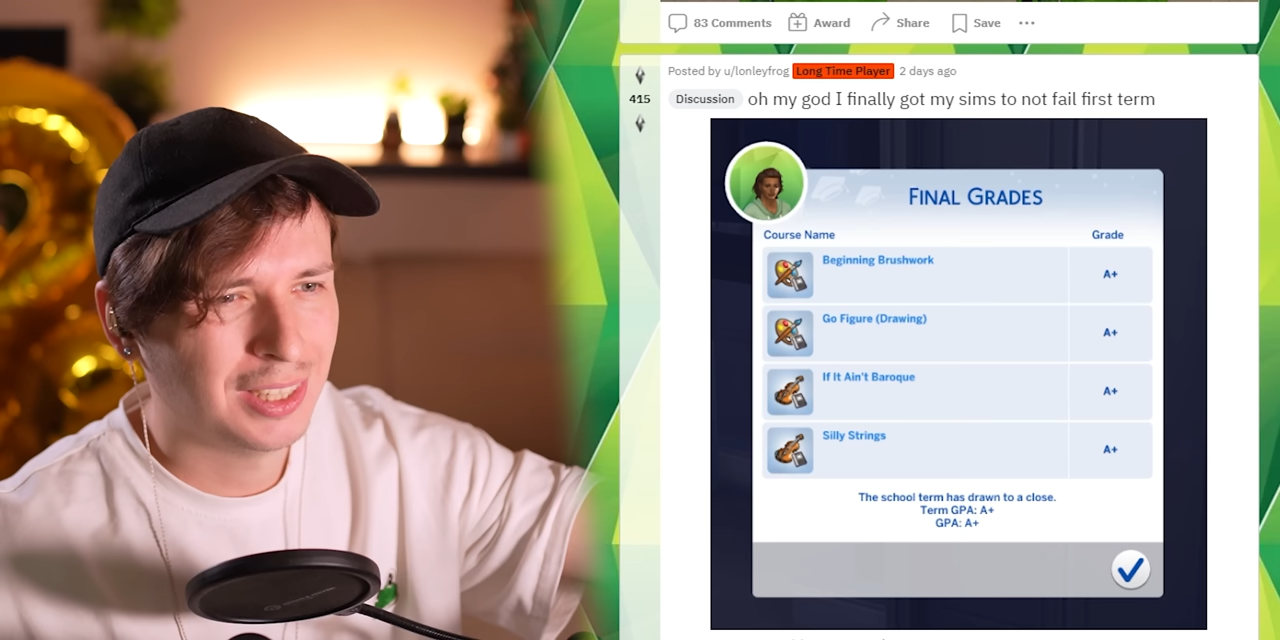 83 Comments Award Share Save
Posted by u/lonleyfrog Long Time Player 2 days ago
415
Discussion oh my god I finally got my sims to not fail first term
FINAL GRADES
Course Name Grade
Beginning Brushwork A+
Go Figure (Drawing) A+
If It Ain't Baroque A+
Silly Strings A+
The school term has drawn to a close.
Term GPA: A+
GPA: A+